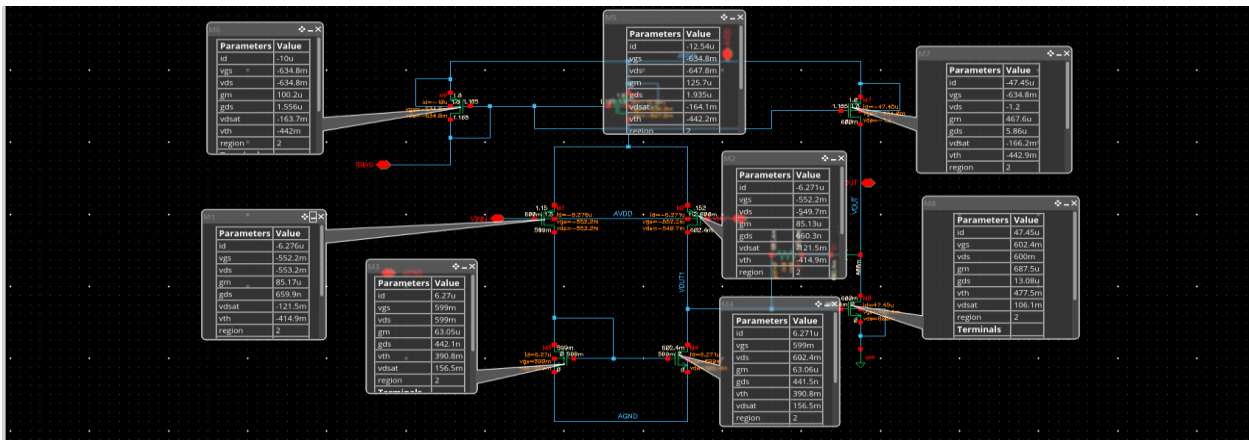 M6
Parameters Value
id -10u
vgs -634.8m
vds -634.8m
gm 100.2u
gds 1.556u
vdsat -163.7m
vth -442m
region 2
M5
Parameters Value
id -12.54u
vgs -634.8m
vds -647.8m
gm 125.7u
gds 1.935u
vdsat -164.1m
vth -442.2m
region 2
M7
Parameters Value
id -47.45u
vgs -634.8m
vds -1.2
gm 467.6u
gds 5.86u
vdsat -166.2m
vth -442.9m
region 2
M1
Parameters Value
id -6.276u
vgs -552.2m
vds -553.2m
gm 85.17u
gds 659.9n
vdsat -121.5m
vth -414.9m
region 2
M2
Parameters Value
id -6.271u
vgs -552.2m
vds -549.7m
gm 85.13u
gds 660.3n
vdsat -121.5m
vth -414.9m
region 2
M8
Parameters Value
id 47.45u
vgs 602.4m
vds 600m
gm 687.5u
gds 13.08u
vth 477.5m
vdsat 106.1m
region 2
Terminals
M3
Parameters Value
id 6.27u
vgs 599m
vds 599m
gm 63.05u
gds 442.1n
vth 390.8m
vdsat 156.5m
region 2
Terminals
Parameters Value
id 6.271u
vgs 599m
vds 602.4m
gm 63.06u
gds 441.5n
vth 390.8m
vdsat 156.5m
region 2
IBIAS
AVDD
VOUT
VOUT1
AGND
1.15
599m
602.4m